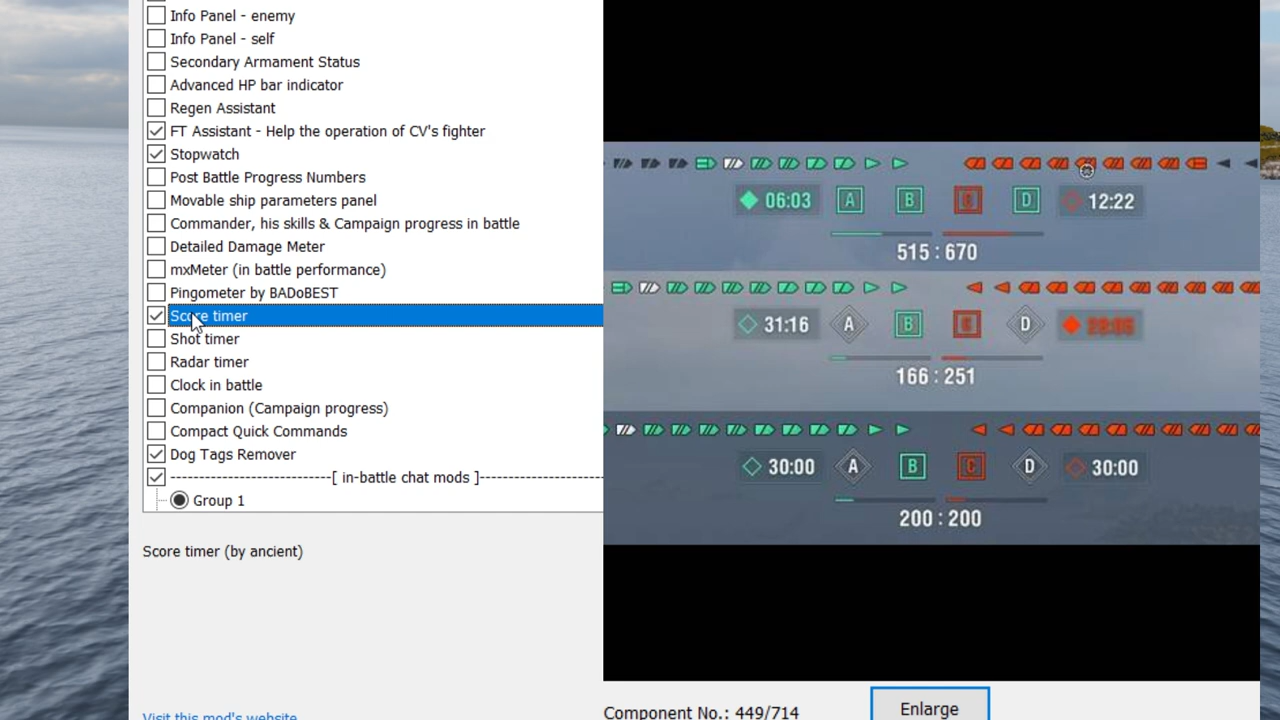 Info Panel - enemy
Info Panel - self
Secondary Armament Status
Advanced HP bar indicator
Regen Assistant
FT Assistant - Help the operation of CV's fighter
Stopwatch
Post Battle Progress Numbers
Movable ship parameters panel
Commander, his skills & Campaign progress in battle
Detailed Damage Meter
mxMeter (in battle performance)
Pingometer by BADoBEST
Score timer
Shot timer
Radar timer
Clock in battle
Companion (Campaign progress)
Compact Quick Commands
Dog Tags Remover
----------------------------[ in-battle chat mods ]---------------------
Group 1
Score timer (by ancient)
Visit this mod's website
06:03 A B D 12:22
515 : 670
31:16 A B D
166 : 251
30:00 A B C D 30:00
200 : 200
Component No.: 449/714
Enlarge